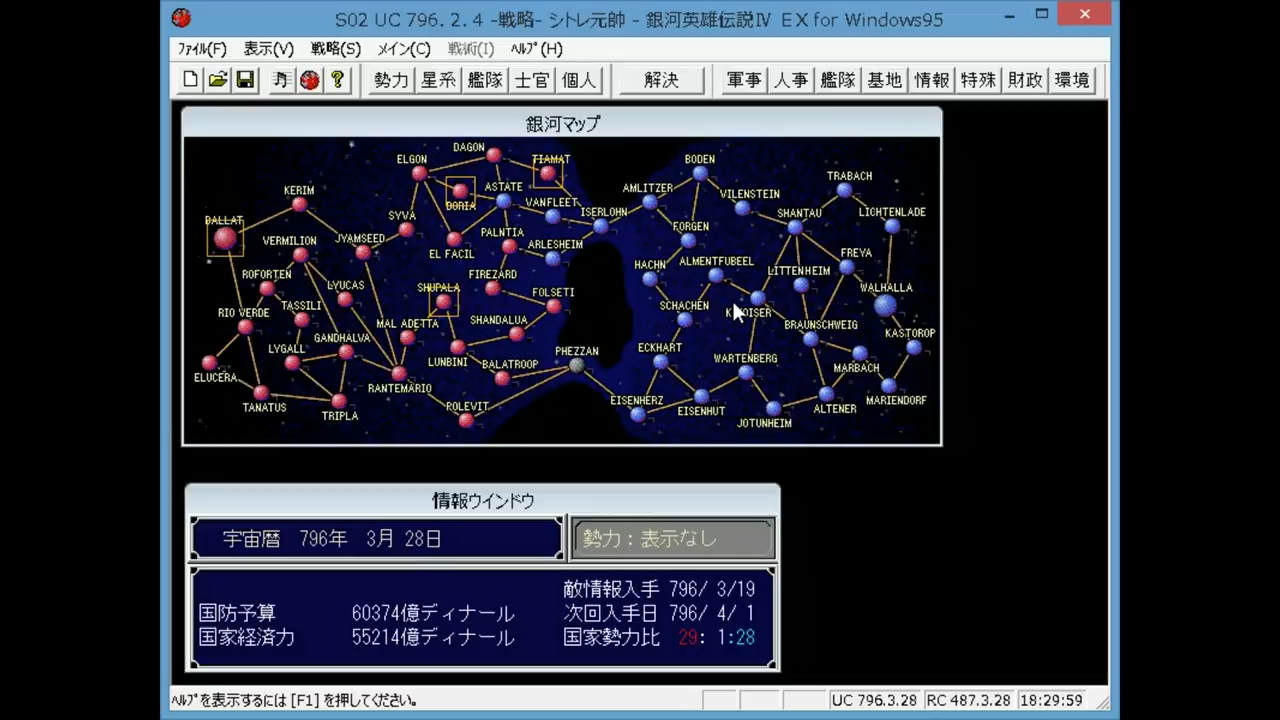 S02 UC 796. 2. 4 -戦略- シトレ元帥 - 銀河英雄伝説Ⅳ EX for Windows95
ﾌｧｲﾙ(F) 表示(V) 戦略(S) メイン(C) 戦術(I) ﾍﾙﾌﾟ(H)
勢力 星系 艦隊 士官 個人 解決 軍事 人事 艦隊 基地 情報 特殊 財政 環境
銀河マップ
DAGON
ELGON TIAMAT BODEN
TRABACH
KERIM DORIA ASTATE AMLITZER VILENSTEIN
VANFLEET
BALLAT SYVA ISERLOHN SHANTAU LICHTENLADE
VERMILION JYAMSEED PALNTIA FORGEN
EL FACIL ARLESHEIM FREYA
ROFORTEN FIREZARD HACHN ALMENTFUBEEL LITTENHEIM
LYUCAS SHUPALA FOLSETI WALHALLA
TASSILI SCHACHEN
RIO VERDE MAL ADETTA SHANDALUA BRAUNSCHWEIG KASTOROP
LYGALL GANDHALVA PHEZZAN ECKHART
LUNBINI BALATROOP WARTENBERG MARBACH
ELUCERA RANTEMARIO
TANATUS TRIPLA ROLEVIT EISENHERZ EISENHUT ALTENER MARIENDORF
JOTUNHEIM
情報ウインドウ
宇宙暦 796年 3月 28日 勢力：表示なし
敵情報入手 796/ 3/19
国防予算 60374億ディナール 次回入手日 796/ 4/ 1
国家経済力 55214億ディナール 国家勢力比 29: 1:28
ﾍﾙﾌﾟを表示するには [F1] を押してください。 UC 796.3.28 RC 487.3.28 18:29:59